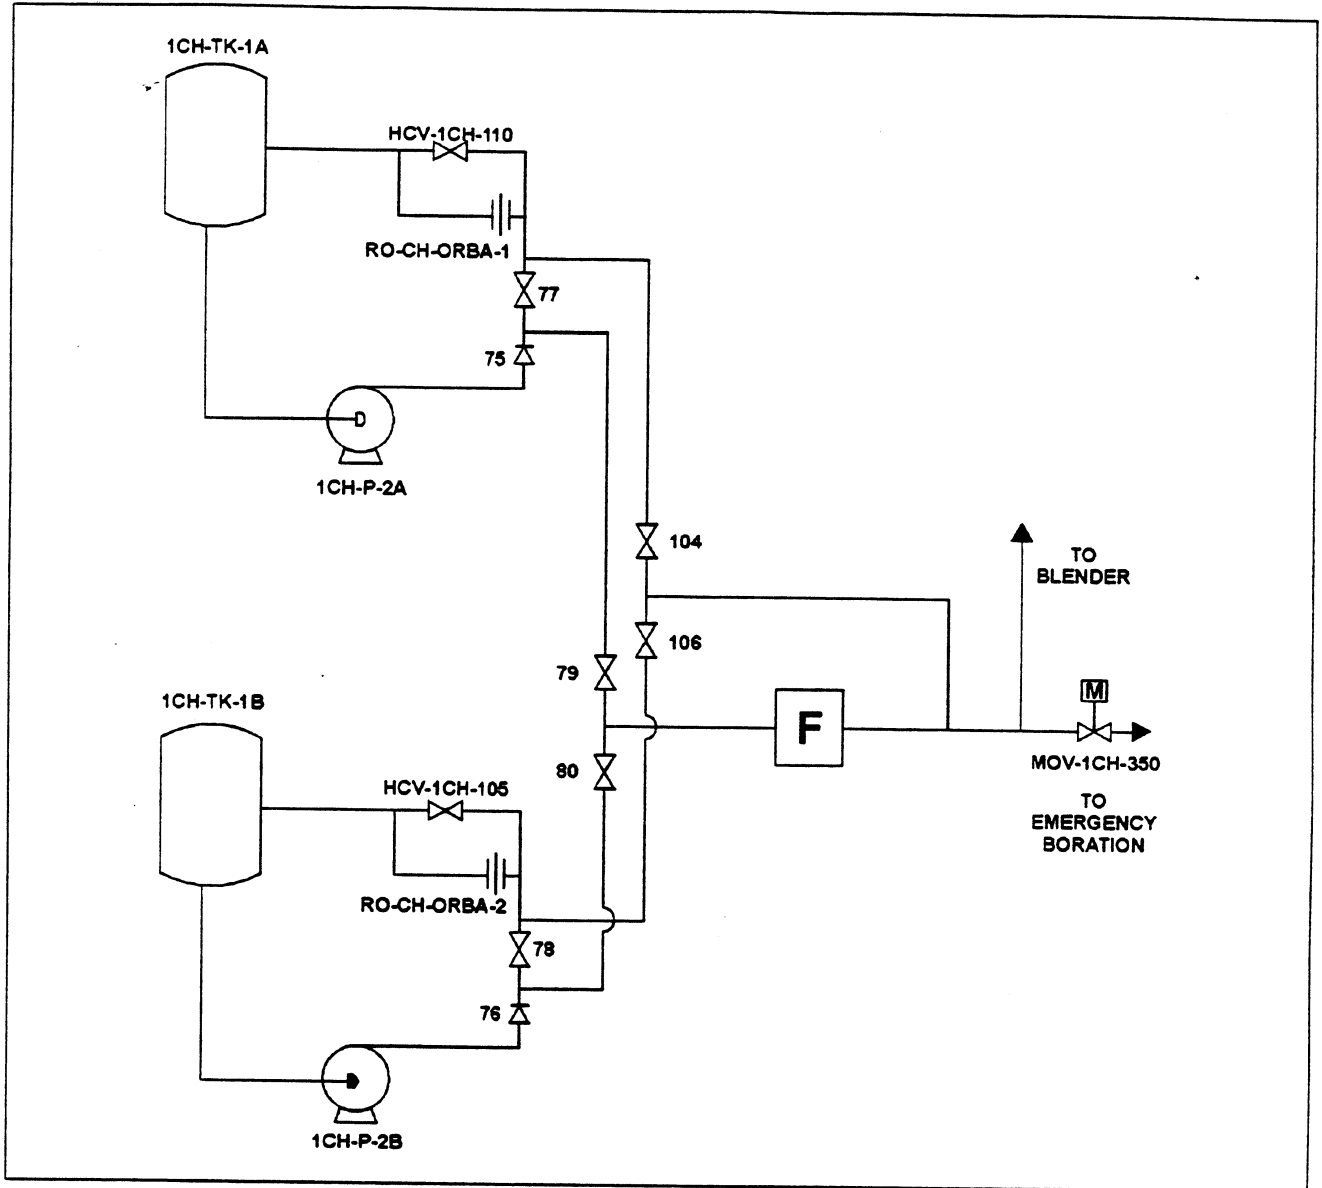 1CH-TK-1A
HCV-1CH-110
RO-CH-ORBA-1
77
75
1CH-P-2A
104
TO
BLENDER
106
79
1CH-TK-1B
M
F
80
MOV-1CH-350
HCV-1CH-105
TO
EMERGENCY
BORATION
RO-CH-ORBA-2
78
76
1CH-P-2B